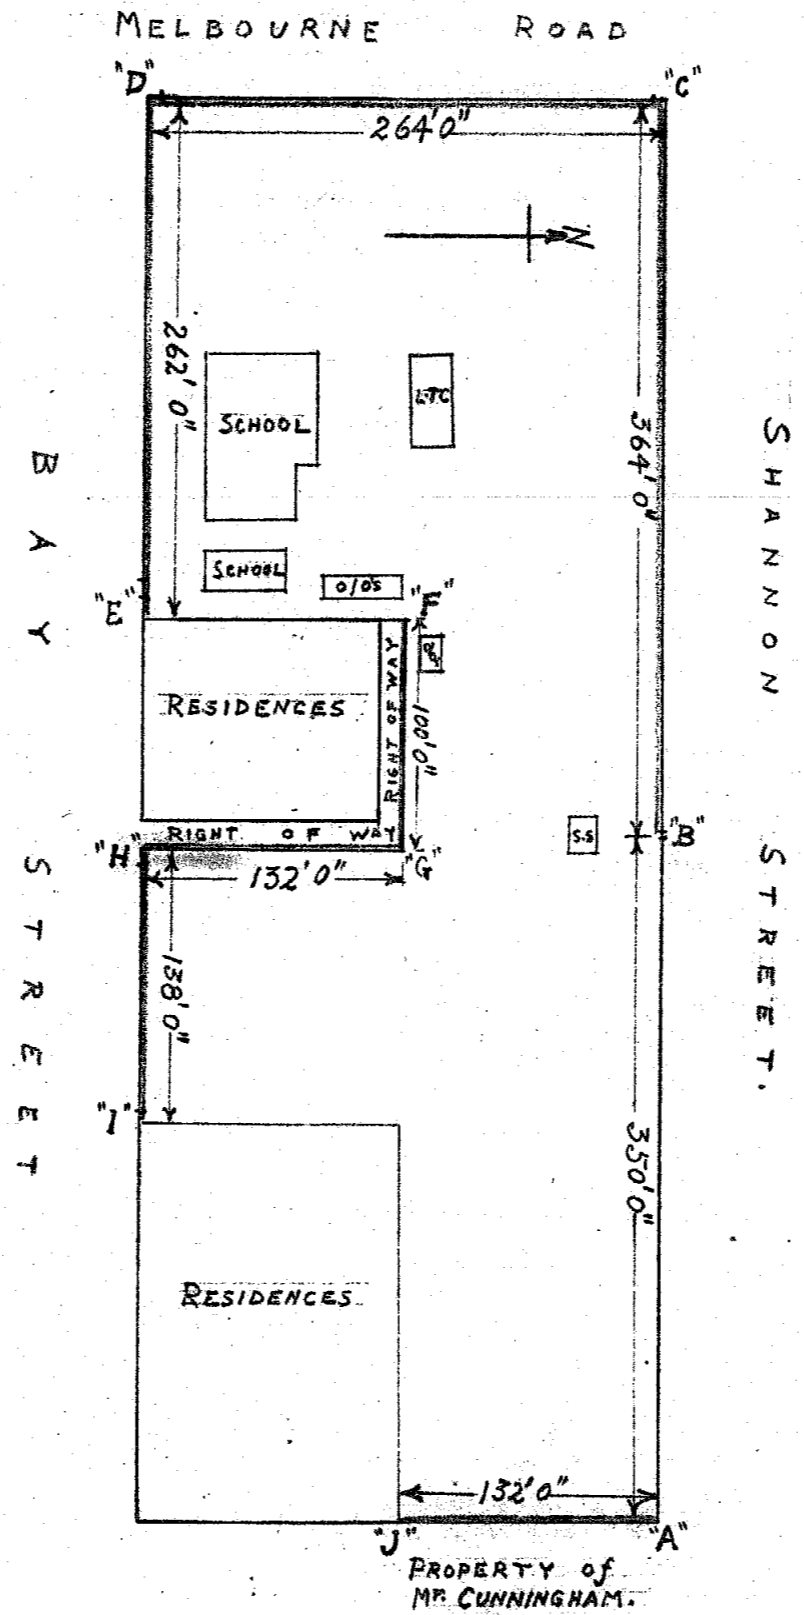 MELBOURNE ROAD
"D"
"C"
264'0"
N
262'0"
364'0"
SCHOOL
LTC
SCHOOL
O/O's
"E"
"F"
RESIDENCES
RIGHT OF WAY
100'0"
RIGHT OF WAY
S.S
"B"
"H"
"G"
132'0"
138'0"
"I"
350'0"
RESIDENCES
132'0"
"J"
"A"
PROPERTY of
MR. CUNNINGHAM.
BAY STREET
SHANNON STREET.